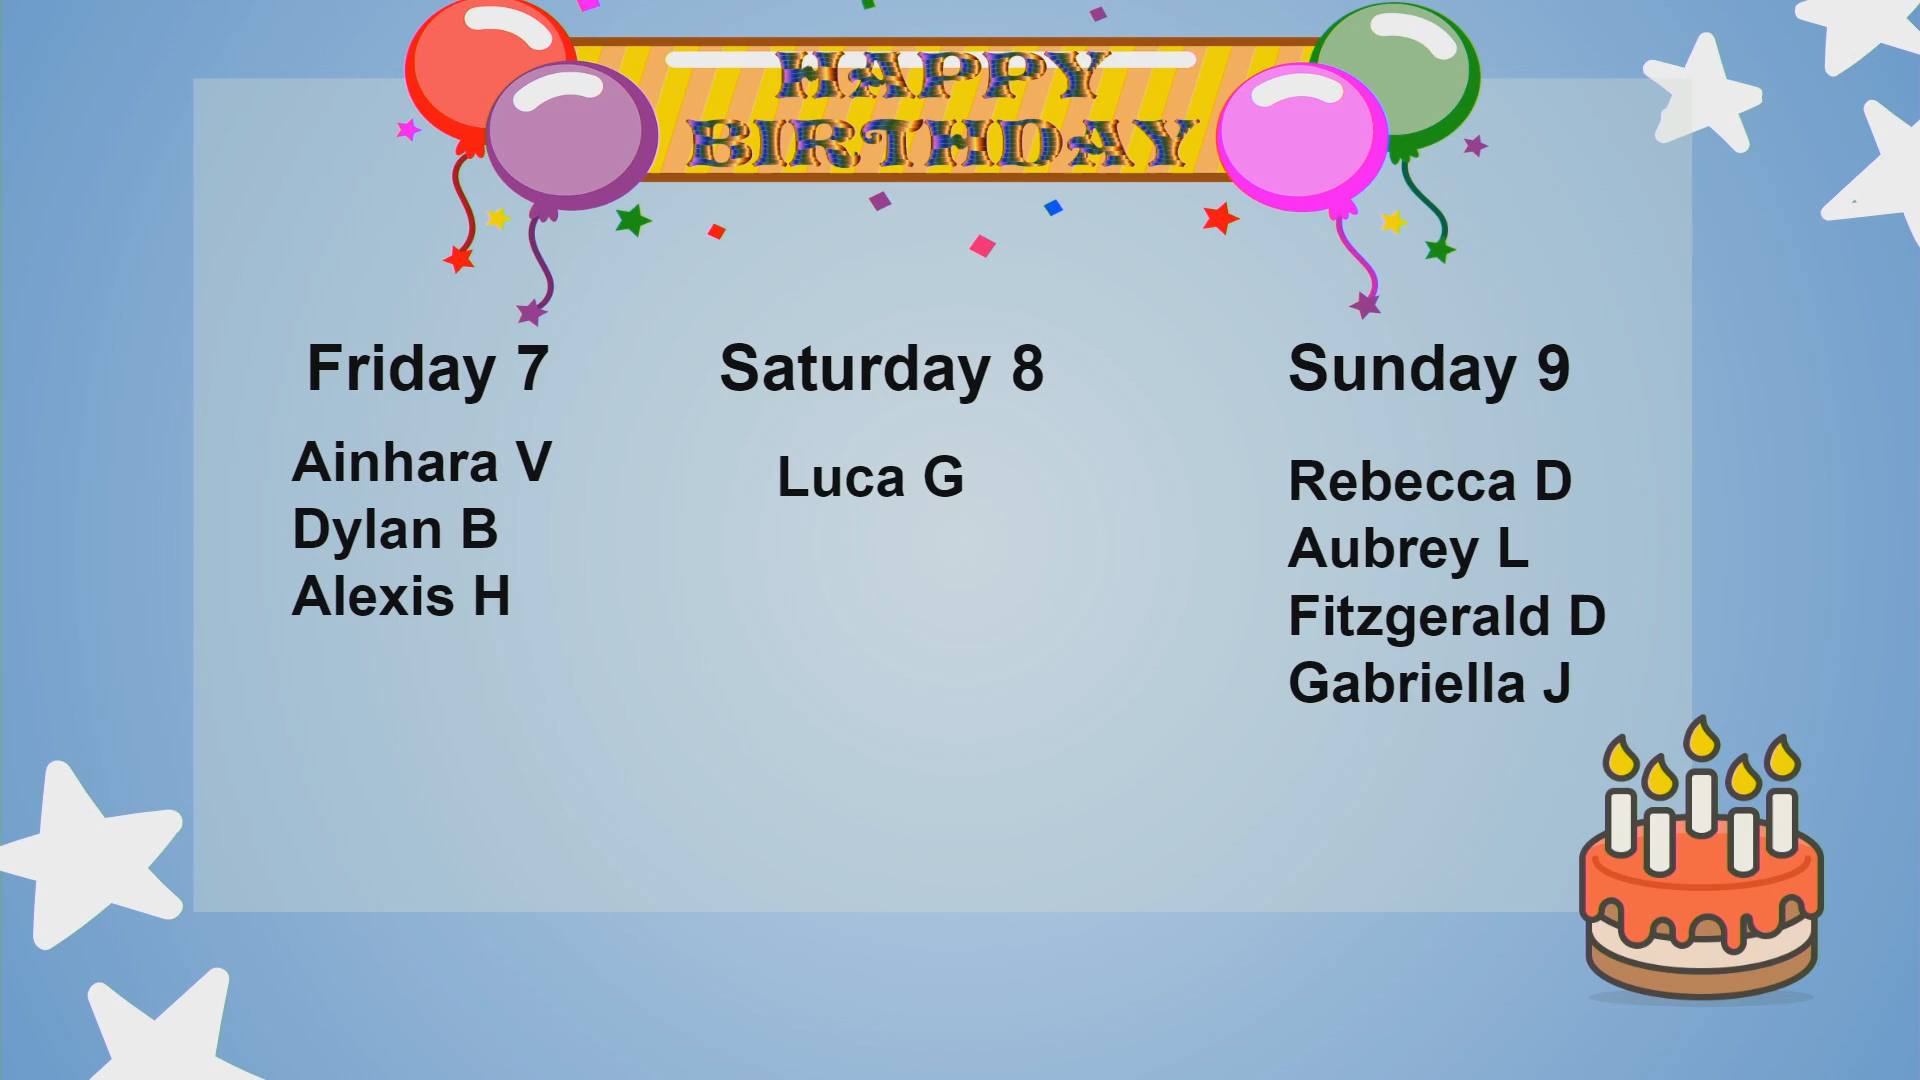 HAPPY
BIRTHDAY
Friday 7
Ainhara V
Dylan B
Alexis H
Saturday 8
Luca G
Sunday 9
Rebecca D
Aubrey L
Fitzgerald D
Gabriella J